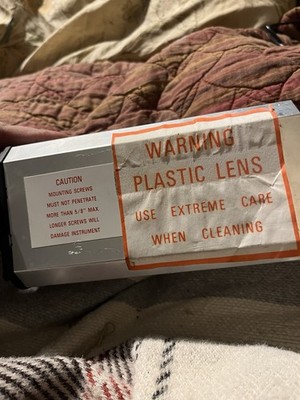 CAUTION
MOUNTING SCREWS
MUST NOT PENETRATE
MORE THAN 5/8" MAX.
LONGER SCREWS WILL
DAMAGE INSTRUMENT
WARNING
PLASTIC LENS
USE EXTREME CARE
WHEN CLEANING